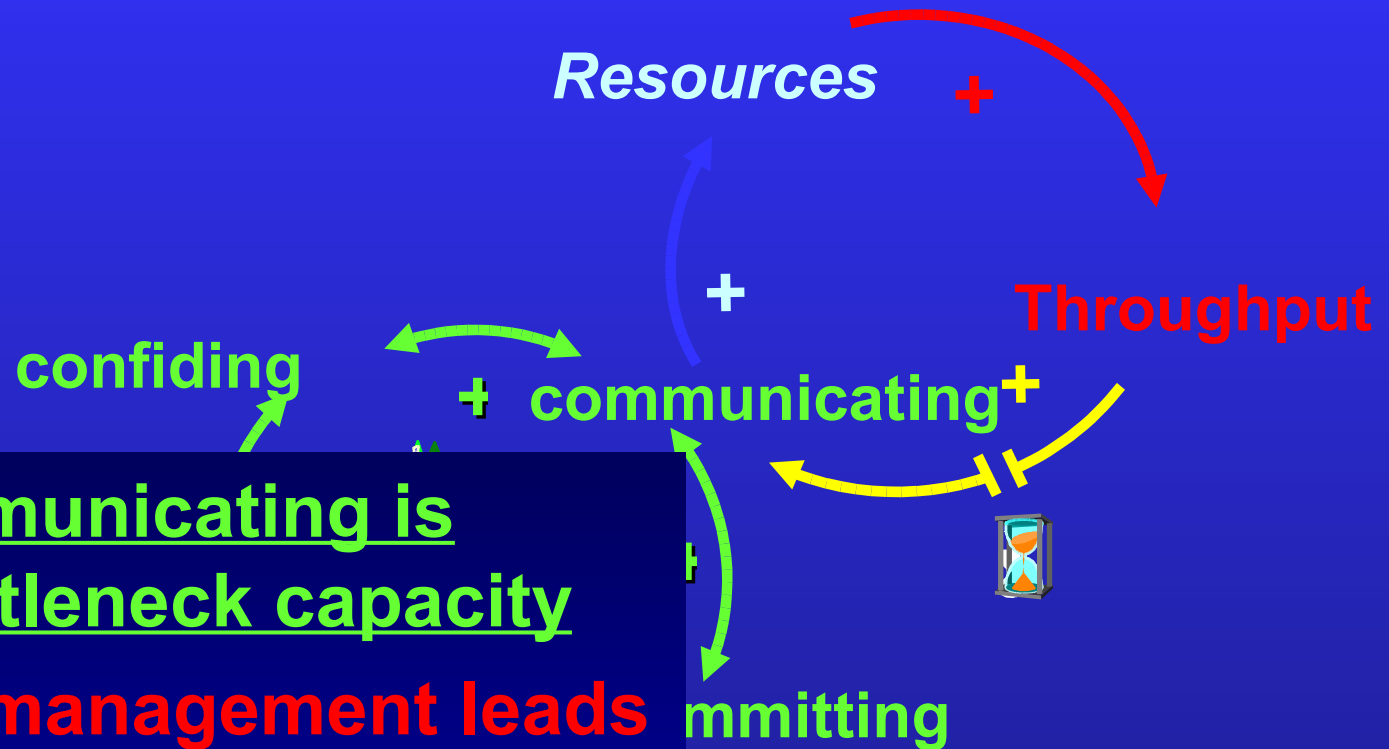 Resources
+
+
Throughput
confiding
+
communicating
+
municating is
tleneck capacity
management leads
mmitting